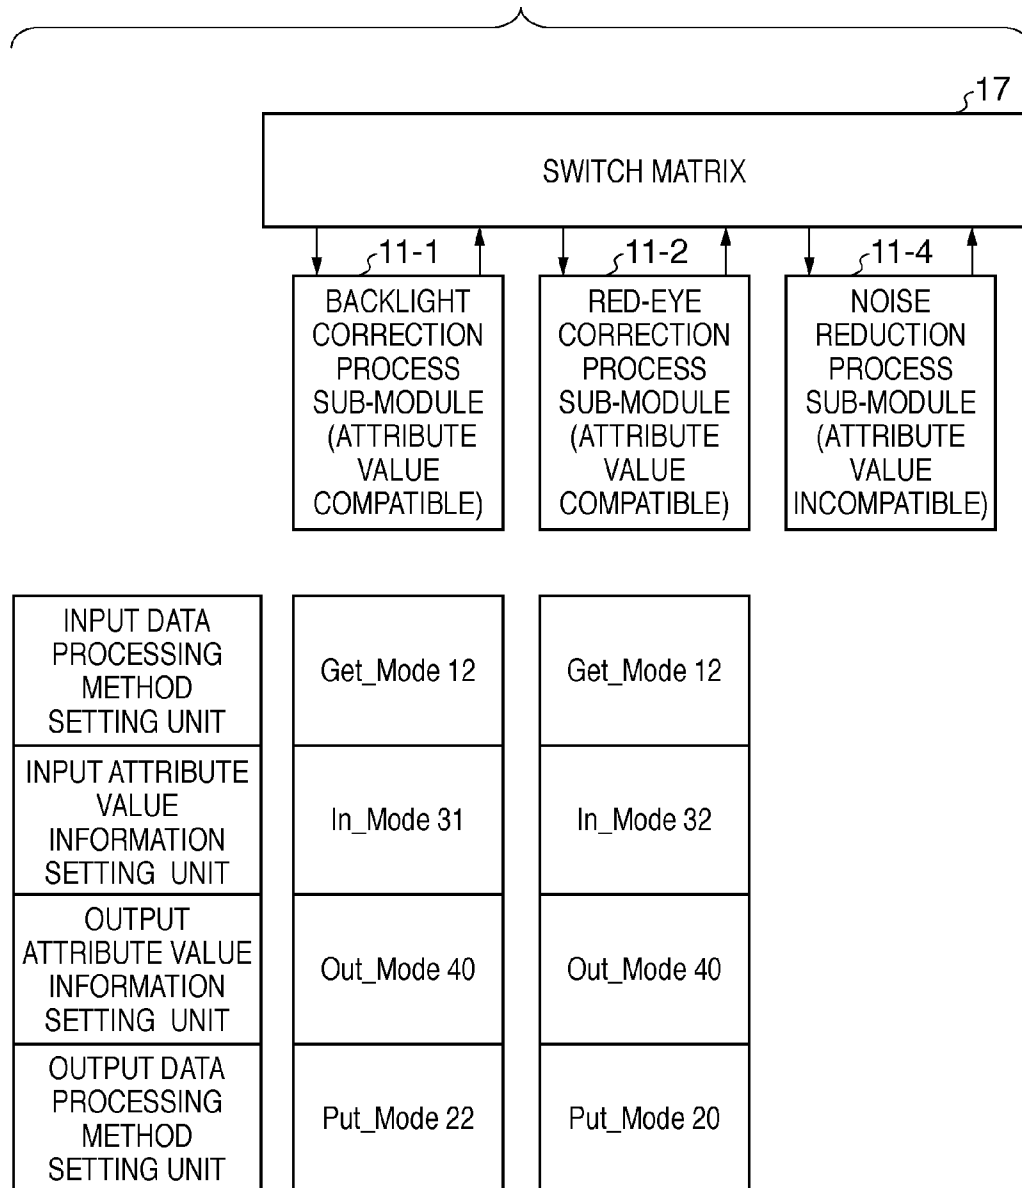 17
SWITCH MATRIX
11-1
BACKLIGHT
CORRECTION
PROCESS
SUB-MODULE
(ATTRIBUTE
VALUE
COMPATIBLE)
11-2
RED-EYE
CORRECTION
PROCESS
SUB-MODULE
(ATTRIBUTE
VALUE
COMPATIBLE)
11-4
NOISE
REDUCTION
PROCESS
SUB-MODULE
(ATTRIBUTE
VALUE
INCOMPATIBLE)
INPUT DATA
PROCESSING
METHOD
SETTING UNIT
Get_Mode 12
Get_Mode 12
INPUT ATTRIBUTE
VALUE
INFORMATION
SETTING UNIT
In_Mode 31
In_Mode 32
OUTPUT
ATTRIBUTE VALUE
INFORMATION
SETTING UNIT
Out_Mode 40
Out_Mode 40
OUTPUT DATA
PROCESSING
METHOD
SETTING UNIT
Put_Mode 22
Put_Mode 20